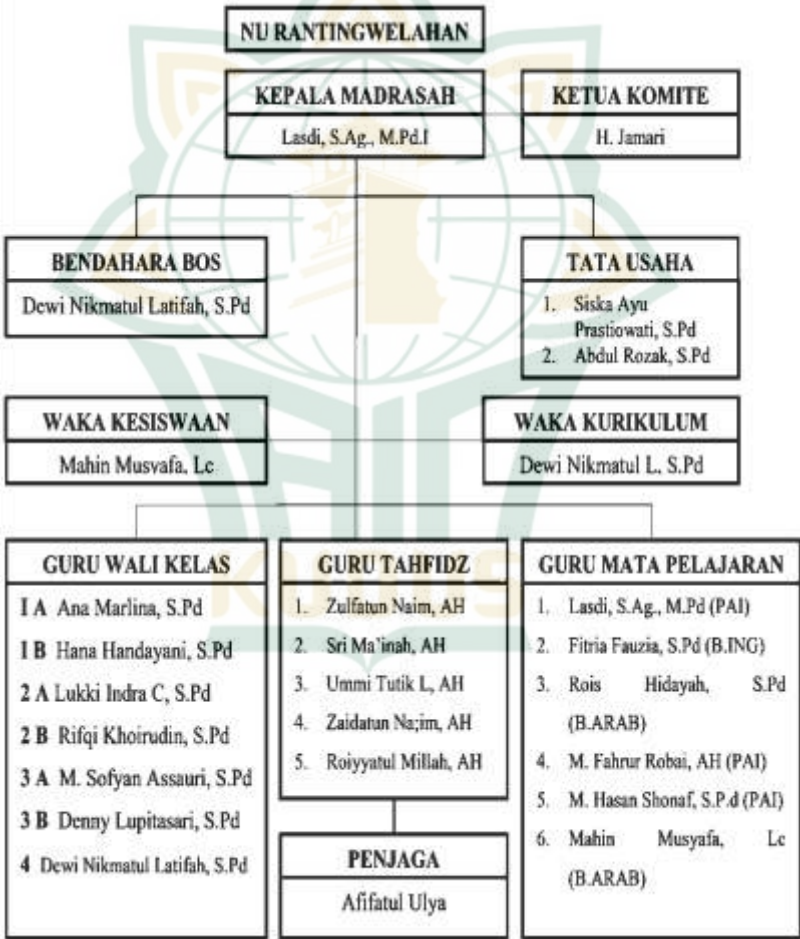 NU RANTINGWELAHAN
KEPALA MADRASAH
Lasdi, S.Ag., M.Pd.I
KETUA KOMITE
H. Jamari
BENDAHARA BOS
Dewi Nikmatul Latifah, S.Pd
TATA USAHA
1. Siska Ayu
Prastiowati, S.Pd
2. Abdul Rozak, S.Pd
WAKA KESISWAAN
Mahin Musyafa, Lc
WAKA KURIKULUM
Dewi Nikmatul L, S.Pd
GURU WALI KELAS
I A Ana Marlina, S.Pd
1 B Hana Handayani, S.Pd
2 A Lukki Indra C, S.Pd
2 B Rifqi Khoirudin, S.Pd
3 A M. Sofyan Assauri, S.Pd
3 B Denny Lupitasari, S.Pd
4 Dewi Nikmatul Latifah, S.Pd
GURU TAHFIDZ
1. Zulfatun Naim, AH
2. Sri Ma`inah, AH
3. Ummi Tutik L, AH
4. Zaidatun Na;im, AH
5. Roiyyatul Millah, AH
PENJAGA
Afifatul Ulya
GURU MATA PELAJARAN
1. Lasdi, S.Ag., M.Pd (PAI)
2. Fitria Fauzia, S.Pd (B.ING)
3. Rois Hidayah, S.Pd
(B.ARAB)
4. M. Fahrur Robai, AH (PAI)
5. M. Hasan Shonaf, S.P.d (PAI)
6. Mahin Musyafa, Lc
(B.ARAB)
KUDUS